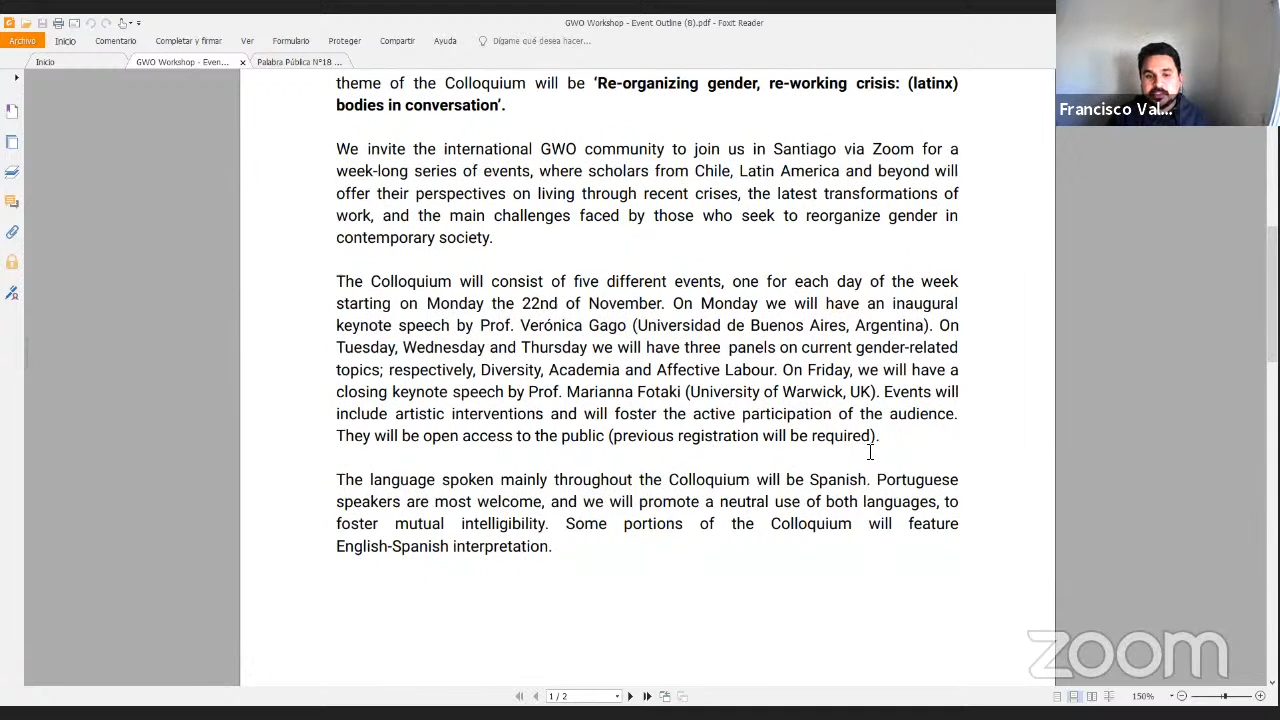 GWO Workshop - Event Outline (8).pdf - Foxit Reader
Archivo Inicio Comentario Completar y firmar Ver Formulario Proteger Compartir Ayuda Dígame qué desea hacer...
Inicio GWO Workshop - Even... Palabra Pública N°18 ...
theme of the Colloquium will be ‘Re-organizing gender, re-working crisis: (latinx)
bodies in conversation’.
We invite the international GWO community to join us in Santiago via Zoom for a
week-long series of events, where scholars from Chile, Latin America and beyond will
offer their perspectives on living through recent crises, the latest transformations of
work, and the main challenges faced by those who seek to reorganize gender in
contemporary society.
The Colloquium will consist of five different events, one for each day of the week
starting on Monday the 22nd of November. On Monday we will have an inaugural
keynote speech by Prof. Verónica Gago (Universidad de Buenos Aires, Argentina). On
Tuesday, Wednesday and Thursday we will have three panels on current gender-related
topics; respectively, Diversity, Academia and Affective Labour. On Friday, we will have a
closing keynote speech by Prof. Marianna Fotaki (University of Warwick, UK). Events will
include artistic interventions and will foster the active participation of the audience.
They will be open access to the public (previous registration will be required).
The language spoken mainly throughout the Colloquium will be Spanish. Portuguese
speakers are most welcome, and we will promote a neutral use of both languages, to
foster mutual intelligibility. Some portions of the Colloquium will feature
English-Spanish interpretation.
Francisco Val...
zoom
1 / 2
150%